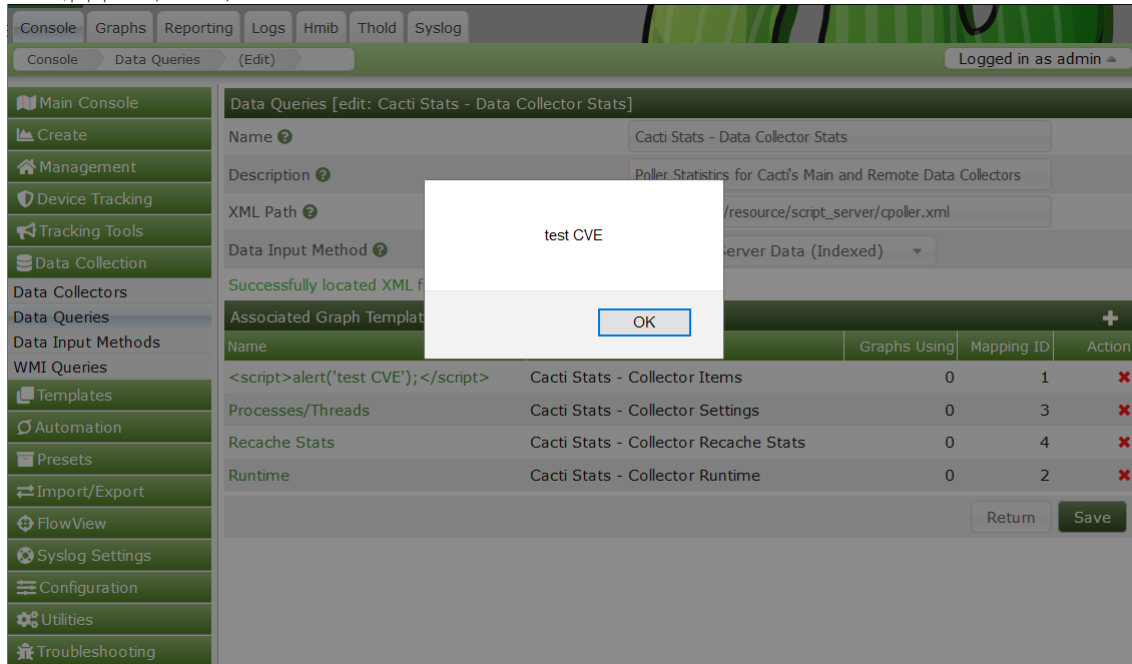 Console Graphs Reporting Logs Hmib Thold Syslog
Console Data Queries (Edit) Logged in as admin
Main Console
Create
Management
Device Tracking
Tracking Tools
Data Collection
Data Collectors
Data Queries
Data Input Methods
WMI Queries
Templates
Automation
Presets
Import/Export
FlowView
Syslog Settings
Configuration
Utilities
Troubleshooting
Data Queries [edit: Cacti Stats - Data Collector Stats]
Name Cacti Stats - Data Collector Stats
Description Poller Statistics for Cacti's Main and Remote Data Collectors
XML Path /resource/script_server/cpoller.xml
Data Input Method Server Data (Indexed)
Successfully located XML
test CVE
OK
Associated Graph
Name Graphs Using Mapping ID Action
<script>alert('test CVE');</script> Cacti Stats - Collector Items 0 1
Processes/Threads Cacti Stats - Collector Settings 0 3
Recache Stats Cacti Stats - Collector Recache Stats 0 4
Runtime Cacti Stats - Collector Runtime 0 2
Return Save